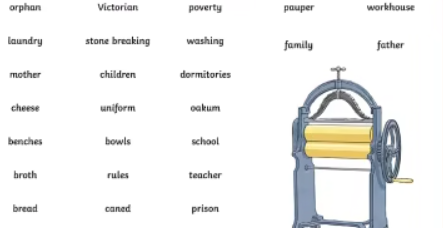 orphan Victorian poverty pauper workhouse
laundry stone breaking washing family father
mother children dormitories
cheese uniform oakum
benches bowls school
broth rules teacher
bread caned prison